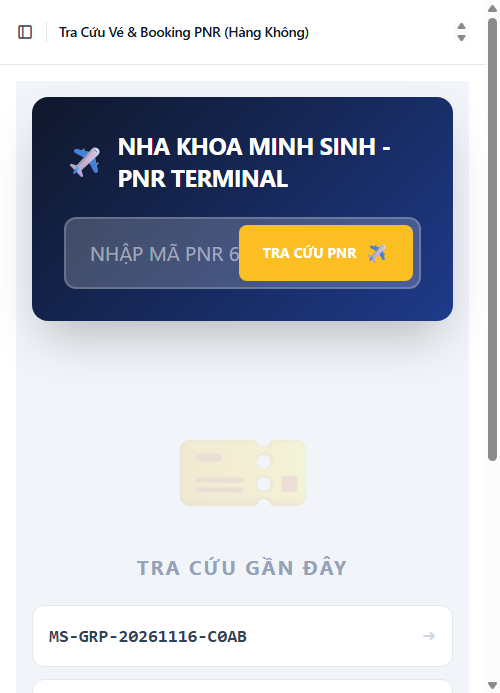 Tra Cứu Vé & Booking PNR (Hàng Không)
NHA KHOA MINH SINH -
PNR TERMINAL
NHẬP MÃ PNR 6
TRA CỨU PNR
TRA CỨU GẦN ĐÂY
MS-GRP-20261116-C0AB